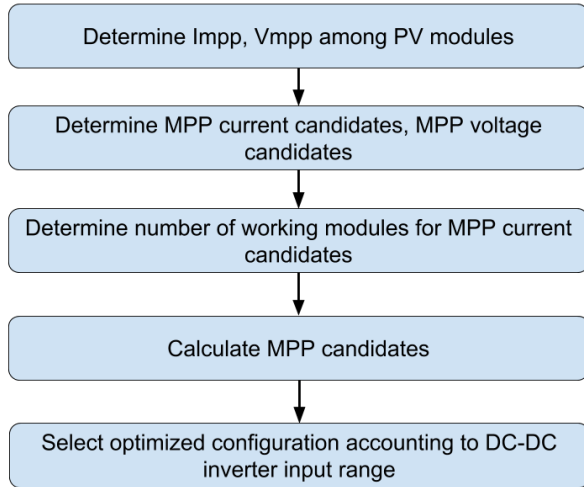 Determine Impp, Vmpp among PV modules
Determine MPP current candidates, MPP voltage
candidates
Determine number of working modules for MPP current
candidates
Calculate MPP candidates
Select optimized configuration accounting to DC-DC
inverter input range